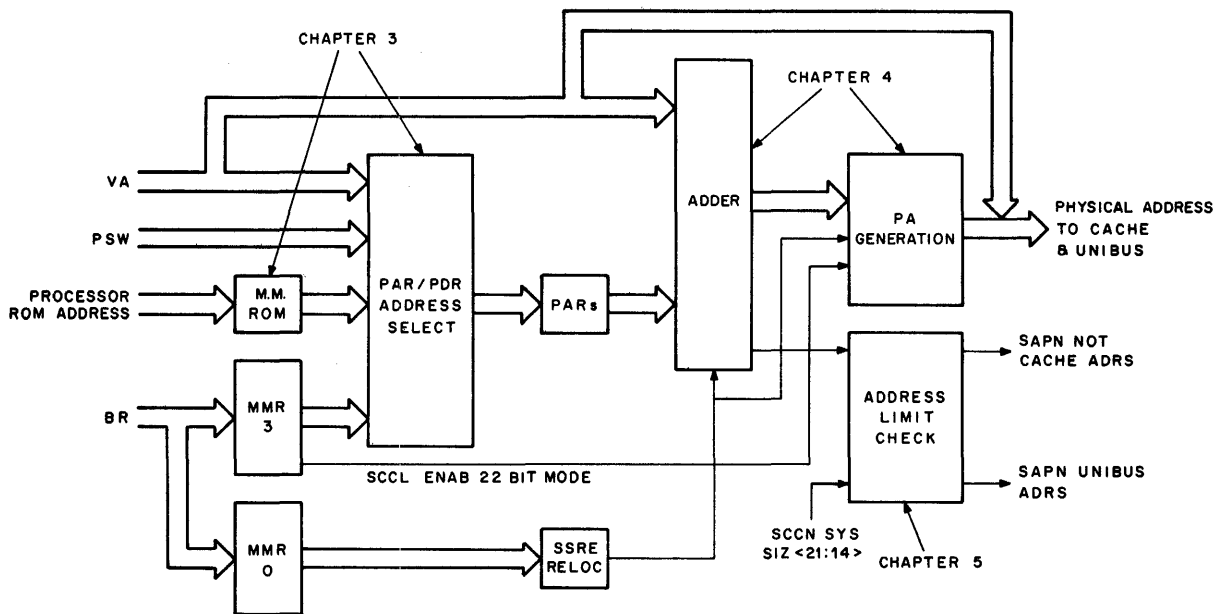 CHAPTER 3
CHAPTER 4
VA
PSW
PROCESSOR
ROM ADDRESS
M.M.
ROM
PAR/PDR
ADDRESS
SELECT
PARs
ADDER
PA
GENERATION
PHYSICAL ADDRESS
TO CACHE
& UNIBUS
BR
MMR
3
SCCL ENAB 22 BIT MODE
MMR
0
SSRE
RELOC
ADDRESS
LIMIT
CHECK
SAPN NOT
CACHE ADRS
SAPN UNIBUS
ADRS
SCCN SYS
SIZ <21:14>
CHAPTER 5